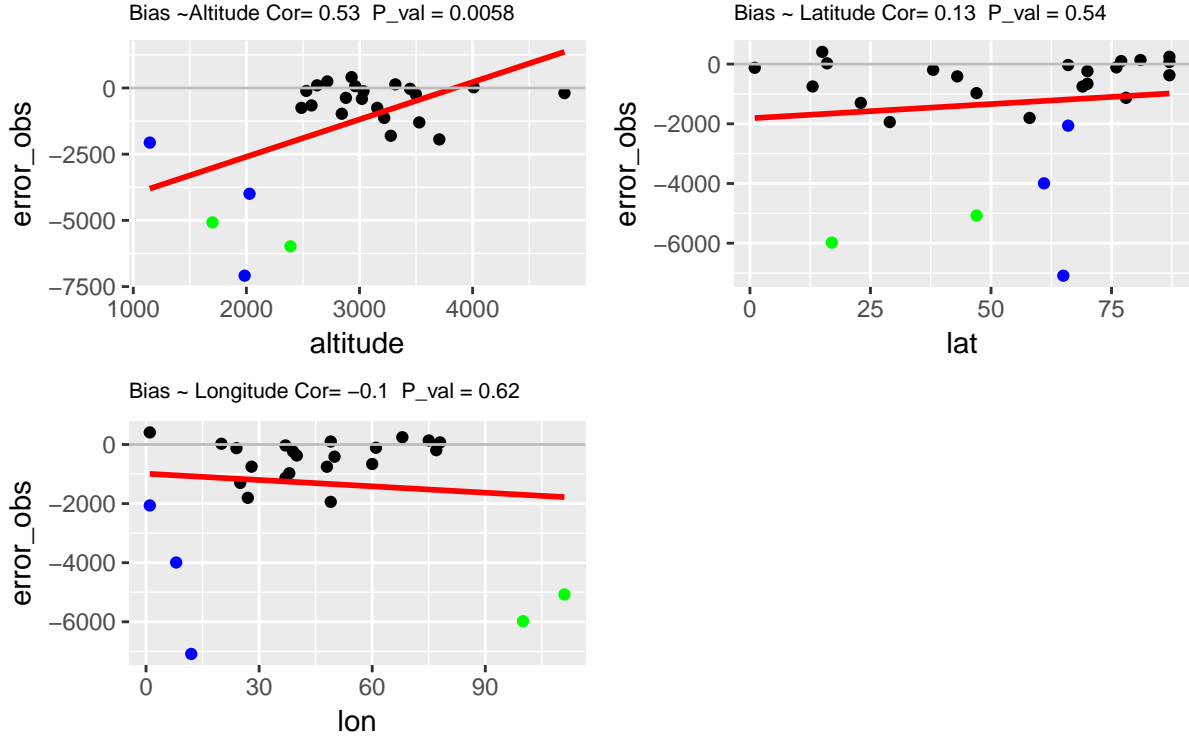 Bias ~Altitude Cor= 0.53  P_val = 0.0058
error_obs
0
−2500
−5000
−7500
1000 2000 3000 4000
altitude
Bias ~ Latitude Cor= 0.13  P_val = 0.54
error_obs
0
−2000
−4000
−6000
0 25 50 75
lat
Bias ~ Longitude Cor= −0.1  P_val = 0.62
error_obs
0
−2000
−4000
−6000
0 30 60 90
lon